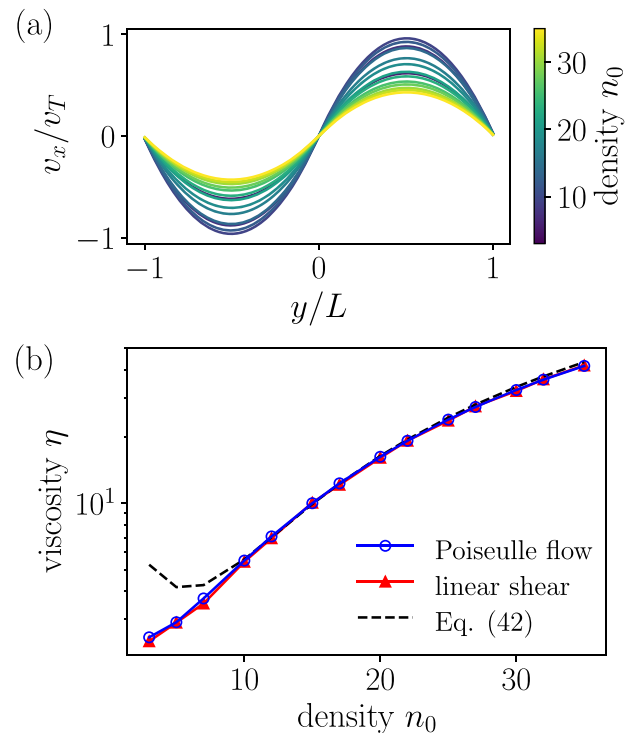 (a)
1
0
−1
v_x/v_T
−1
0
1
y/L
30
20
10
density n_0
(b)
10^1
viscosity η
Poiseulle flow
linear shear
Eq. (42)
10
20
30
density n_0